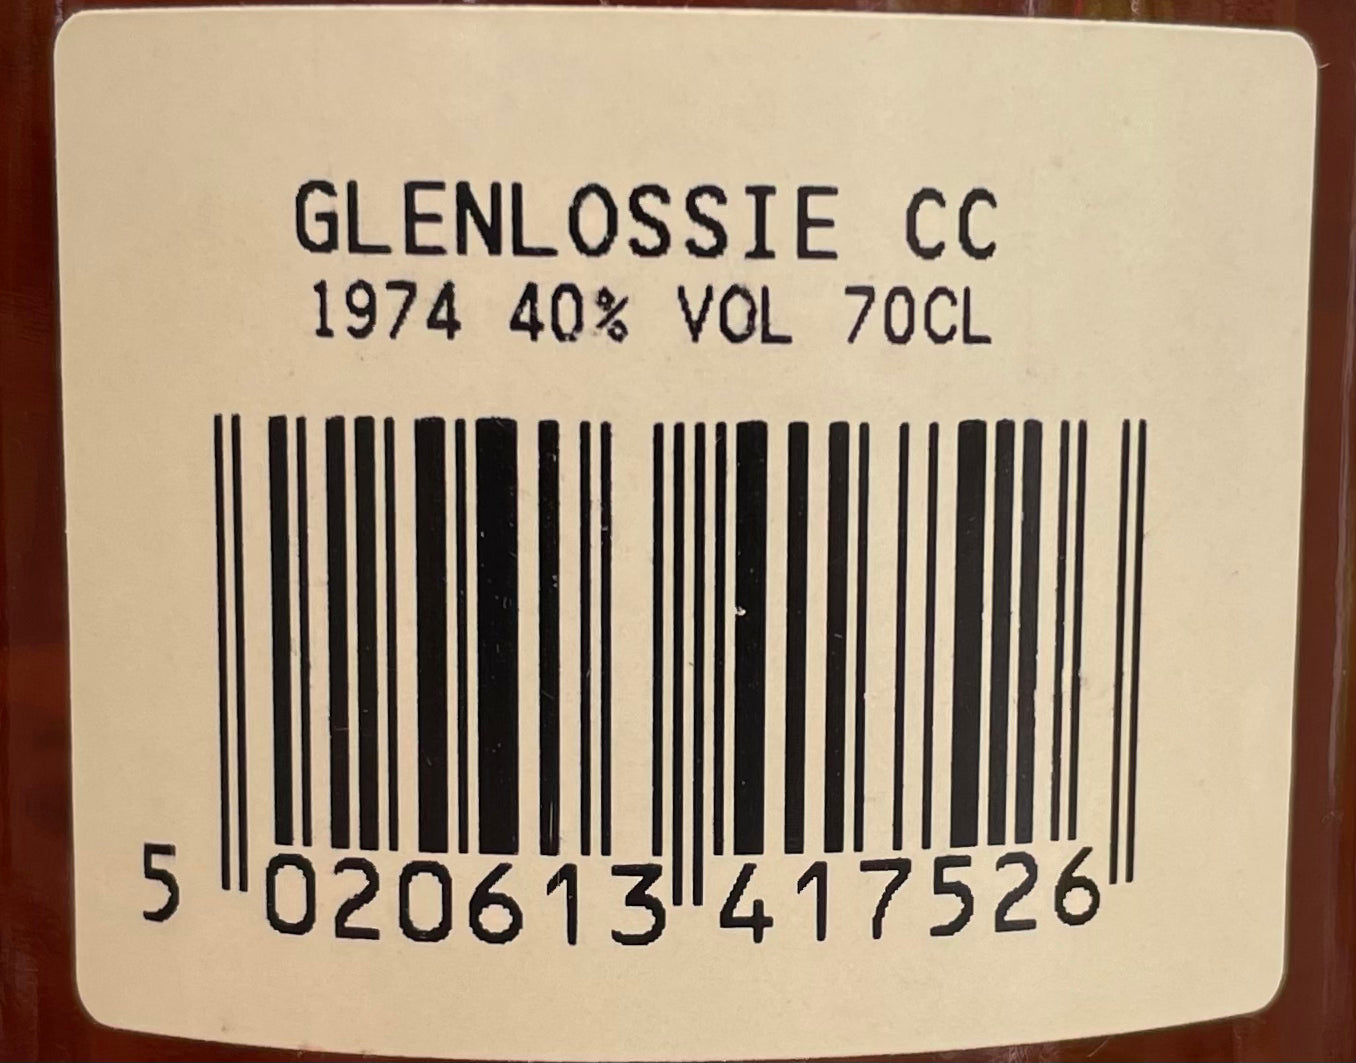 GLENLOSSIE CC
1974 40% VOL 70CL
5 020613 417526